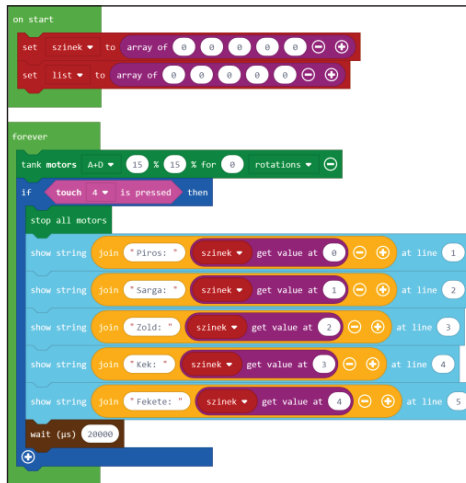 on start
set szinek to array of 0 0 0 0 0
set list to array of 0 0 0 0 0
forever
tank motors A+D 15 % 15 % for 0 rotations
if touch 4 is pressed then
stop all motors
show string join "Piros: " szinek get value at 0 at line 1
show string join "Sarga: " szinek get value at 1 at line 2
show string join "Zold: " szinek get value at 2 at line 3
show string join "Kek: " szinek get value at 3 at line 4
show string join "Fekete: " szinek get value at 4 at line 5
wait (µs) 20000